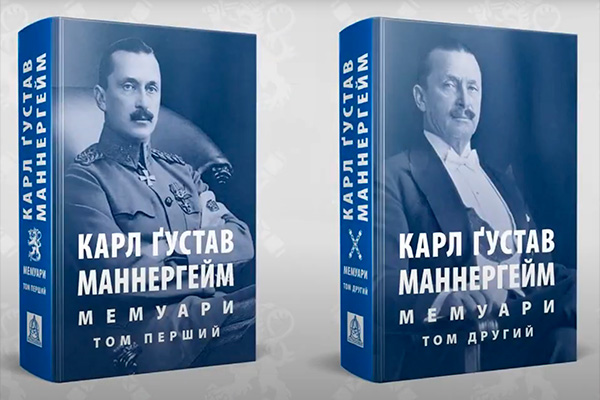 КАРЛ ҐУСТАВ
МАННЕРГЕЙМ
МЕМУАРИ
ТОМ ПЕРШИЙ
КАРЛ ҐУСТАВ
МАННЕРГЕЙМ
МЕМУАРИ
ТОМ ПЕРШИЙ
КАРЛ ҐУСТАВ
МАННЕРГЕЙМ
МЕМУАРИ
ТОМ ДРУГИЙ
КАРЛ ҐУСТАВ
МАННЕРГЕЙМ
МЕМУАРИ
ТОМ ДРУГИЙ